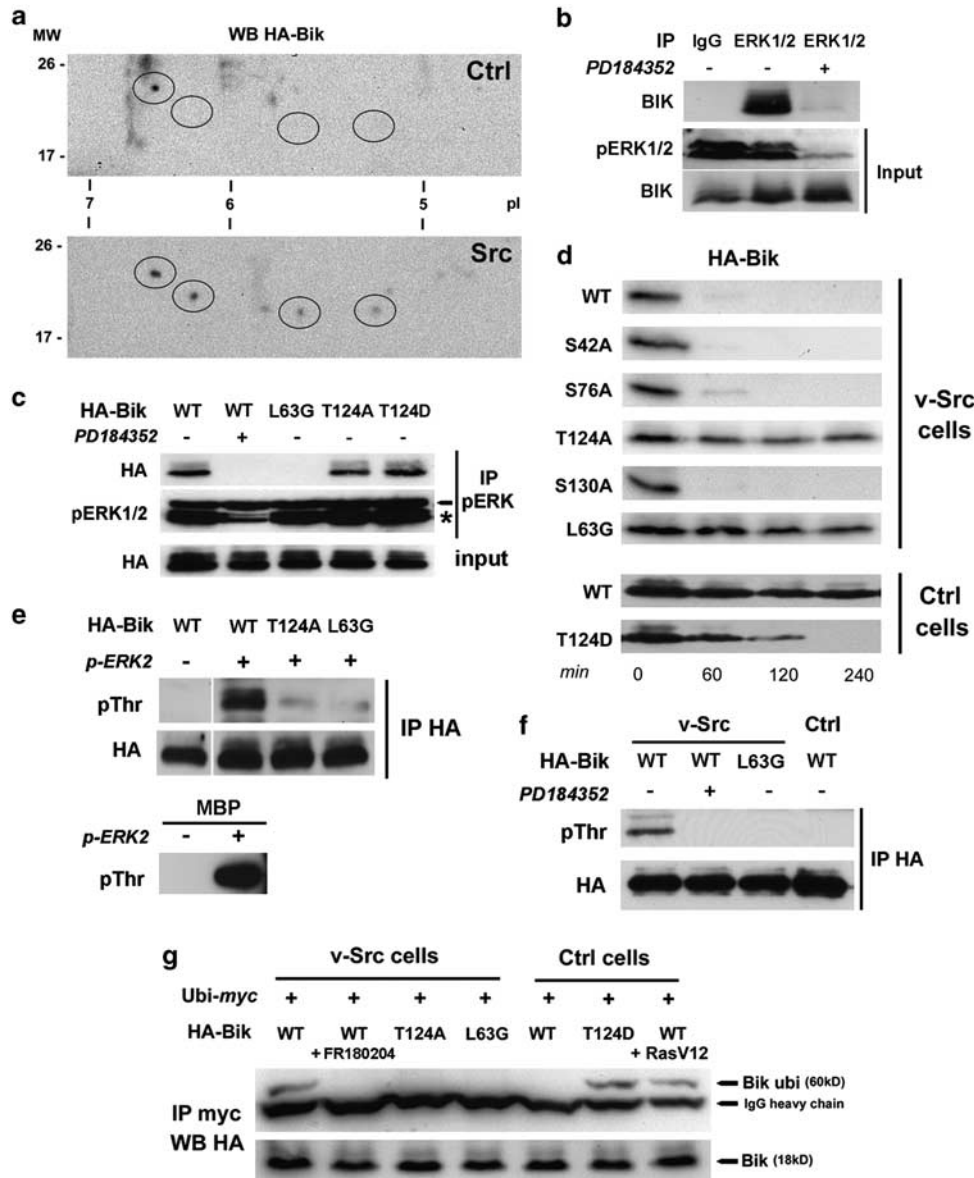 a
WB HA-Bik
MW
26 -
Ctrl
17 -
7 6 5 pI
26 -
Src
17 -
b
IP IgG ERK1/2 ERK1/2
PD184352 - - +
BIK
pERK1/2
BIK
Input
c
HA-Bik WT WT L63G T124A T124D
PD184352 - + - - -
HA
IP
pERK
pERK1/2
*
HA
input
d
HA-Bik
WT
S42A
S76A
T124A
S130A
L63G
v-Src
cells
WT
T124D
Ctrl
cells
min 0 60 120 240
e
HA-Bik WT WT T124A L63G
p-ERK2 - + + +
pThr
HA
IP HA
MBP
p-ERK2 - +
pThr
f
v-Src Ctrl
HA-Bik WT WT L63G WT
PD184352 - + - -
pThr
HA
IP HA
g
v-Src cells Ctrl cells
Ubi-myc + + + + + + +
HA-Bik WT WT T124A L63G WT T124D WT
+ FR180204 + RasV12
Bik ubi (60kD)
IgG heavy chain
IP myc
WB HA
Bik (18kD)